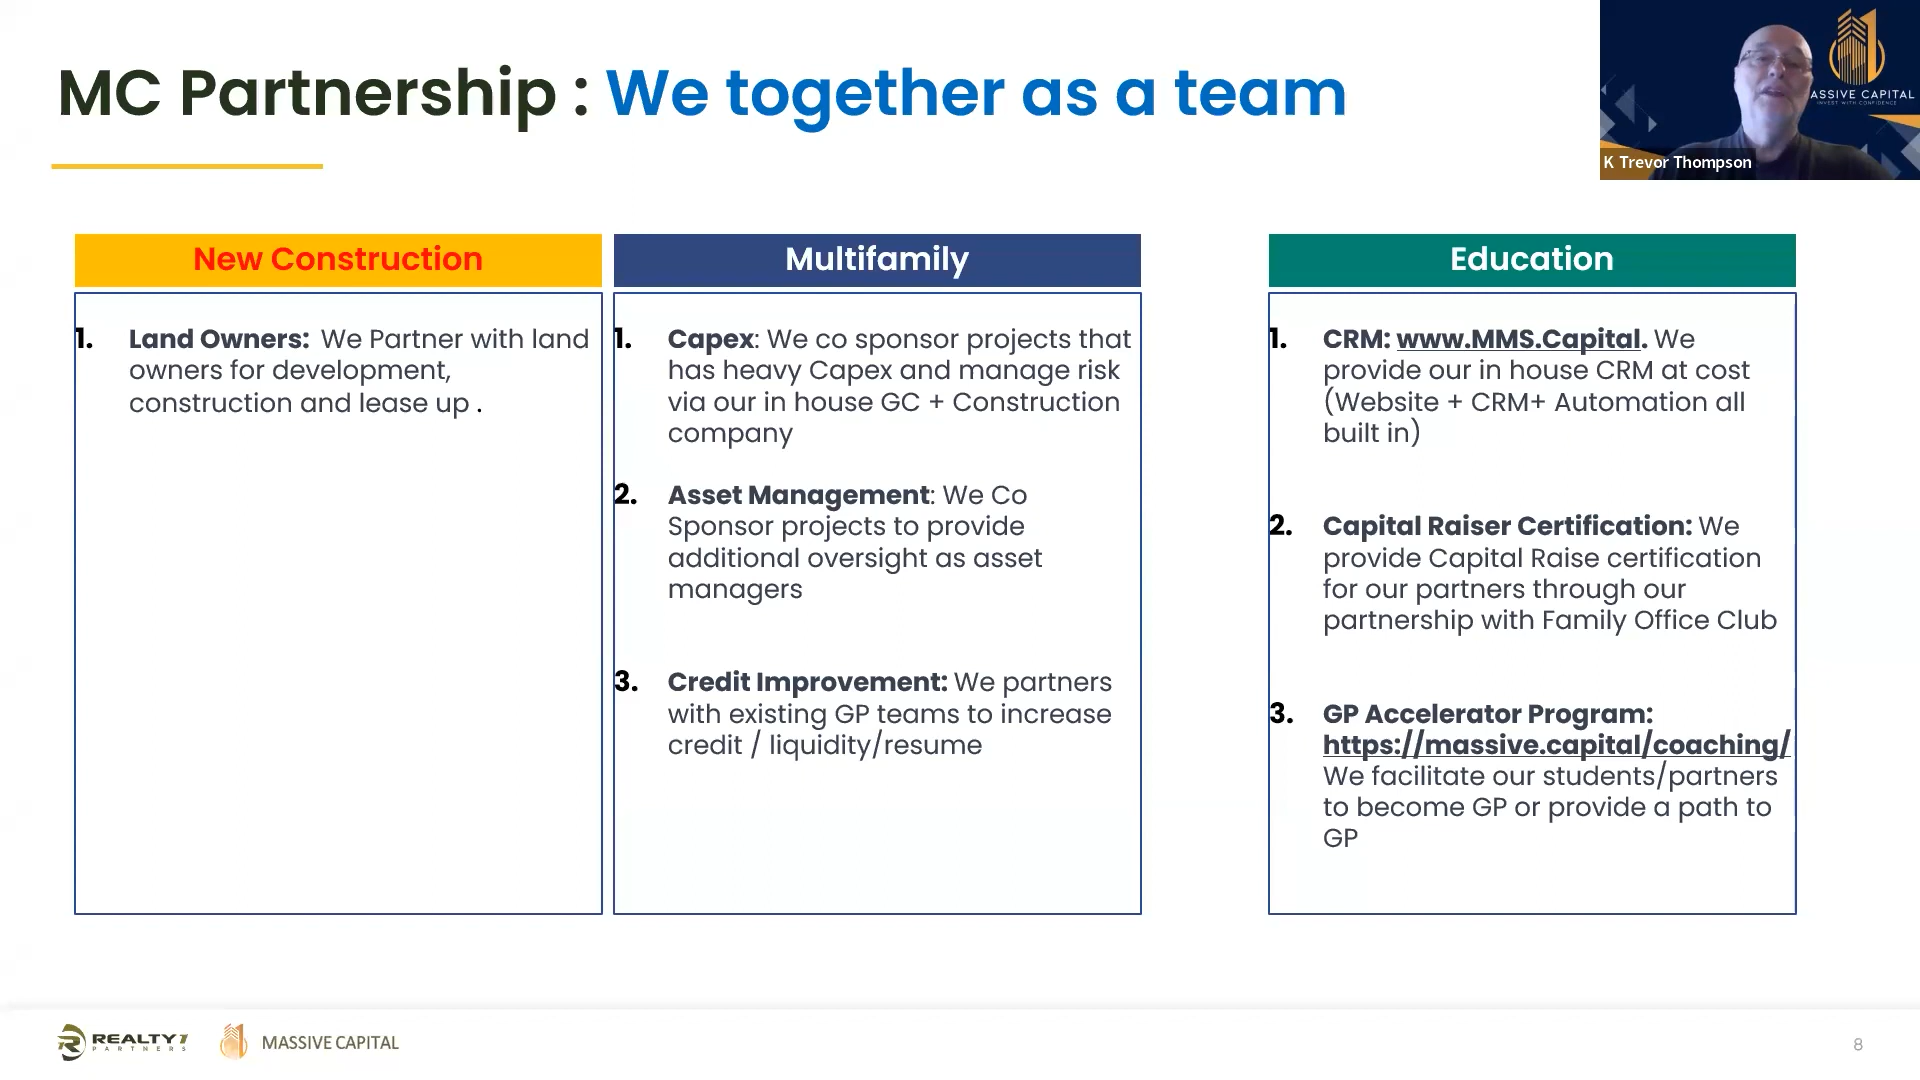 MC Partnership : We together as a team
ASSIVE CAPITAL
INVEST WITH CONFIDENCE
K Trevor Thompson
New Construction
1. Land Owners: We Partner with land
owners for development,
construction and lease up .
Multifamily
1. Capex: We co sponsor projects that
has heavy Capex and manage risk
via our in house GC + Construction
company
2. Asset Management: We Co
Sponsor projects to provide
additional oversight as asset
managers
3. Credit Improvement: We partners
with existing GP teams to increase
credit / liquidity/resume
Education
1. CRM: www.MMS.Capital. We
provide our in house CRM at cost
(Website + CRM+ Automation all
built in)
2. Capital Raiser Certification: We
provide Capital Raise certification
for our partners through our
partnership with Family Office Club
3. GP Accelerator Program:
https://massive.capital/coaching/
We facilitate our students/partners
to become GP or provide a path to
GP
REALTY1
PARTNERS
MASSIVE CAPITAL
8